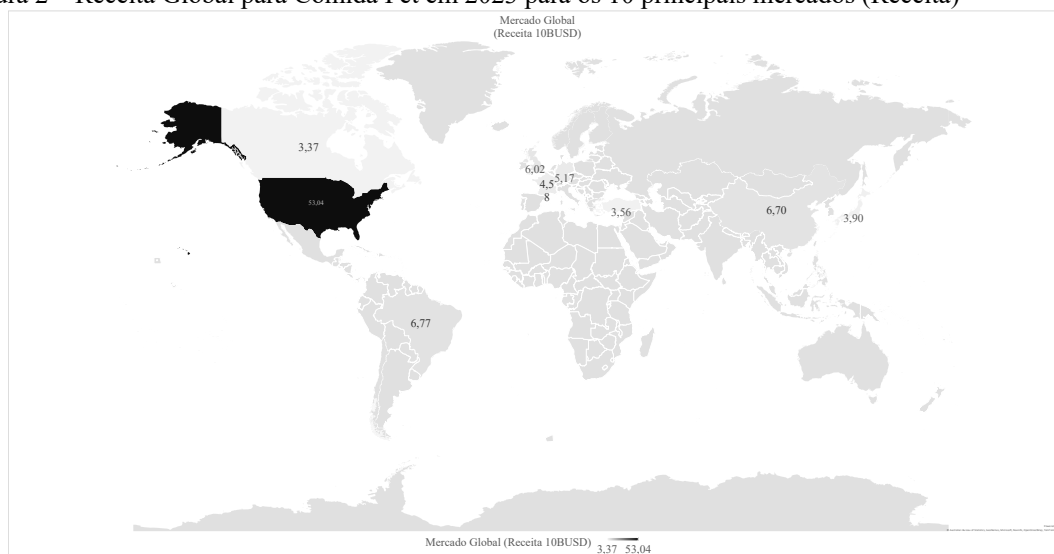 ura 2 – Receita Global para Comida Pet em 2023 para os 10 principais mercados (Receita)
Mercado Global
(Receita 10BUSD)
3,37
6,02
5,17
4,5
8
53,04
3,56
6,70
3,90
6,77
Mercado Global (Receita 10BUSD)
3,37 53,04